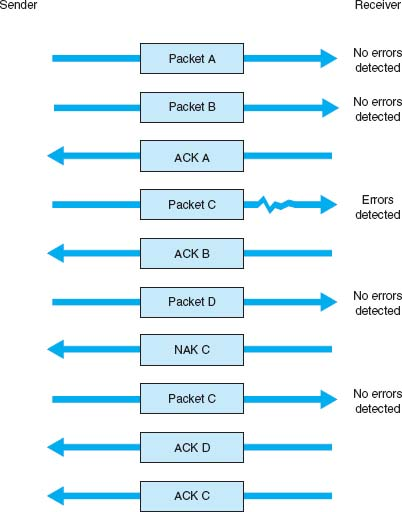 Sender Receiver
Packet A No errors
detected
Packet B No errors
detected
ACK A
Packet C Errors
detected
ACK B
Packet D No errors
detected
NAK C
Packet C No errors
detected
ACK D
ACK C